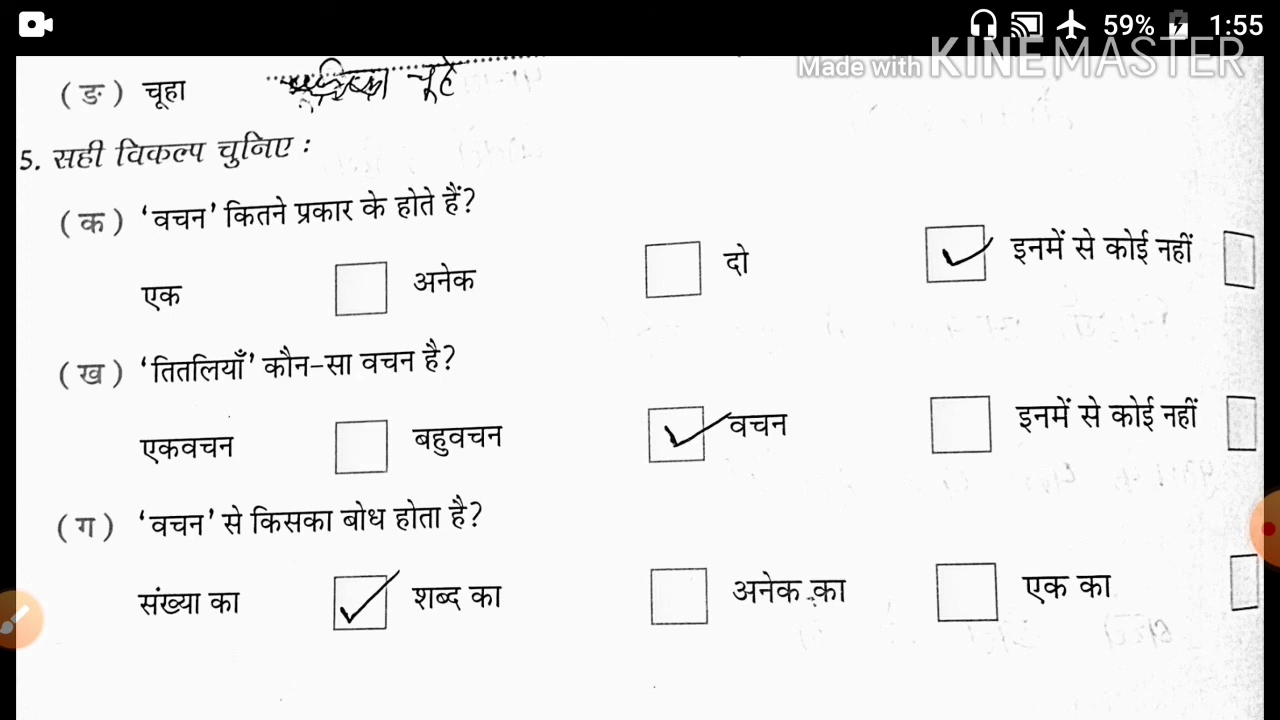 59% 1:55
Made with KINEMASTER
(ङ) चूहा चूहे
5. सही विकल्प चुनिए :
(क) ‘वचन’ कितने प्रकार के होते हैं?
एक अनेक दो इनमें से कोई नहीं
(ख) ‘तितलियाँ’ कौन-सा वचन है?
एकवचन बहुवचन वचन इनमें से कोई नहीं
(ग) ‘वचन’ से किसका बोध होता है?
संख्या का शब्द का अनेक का एक का